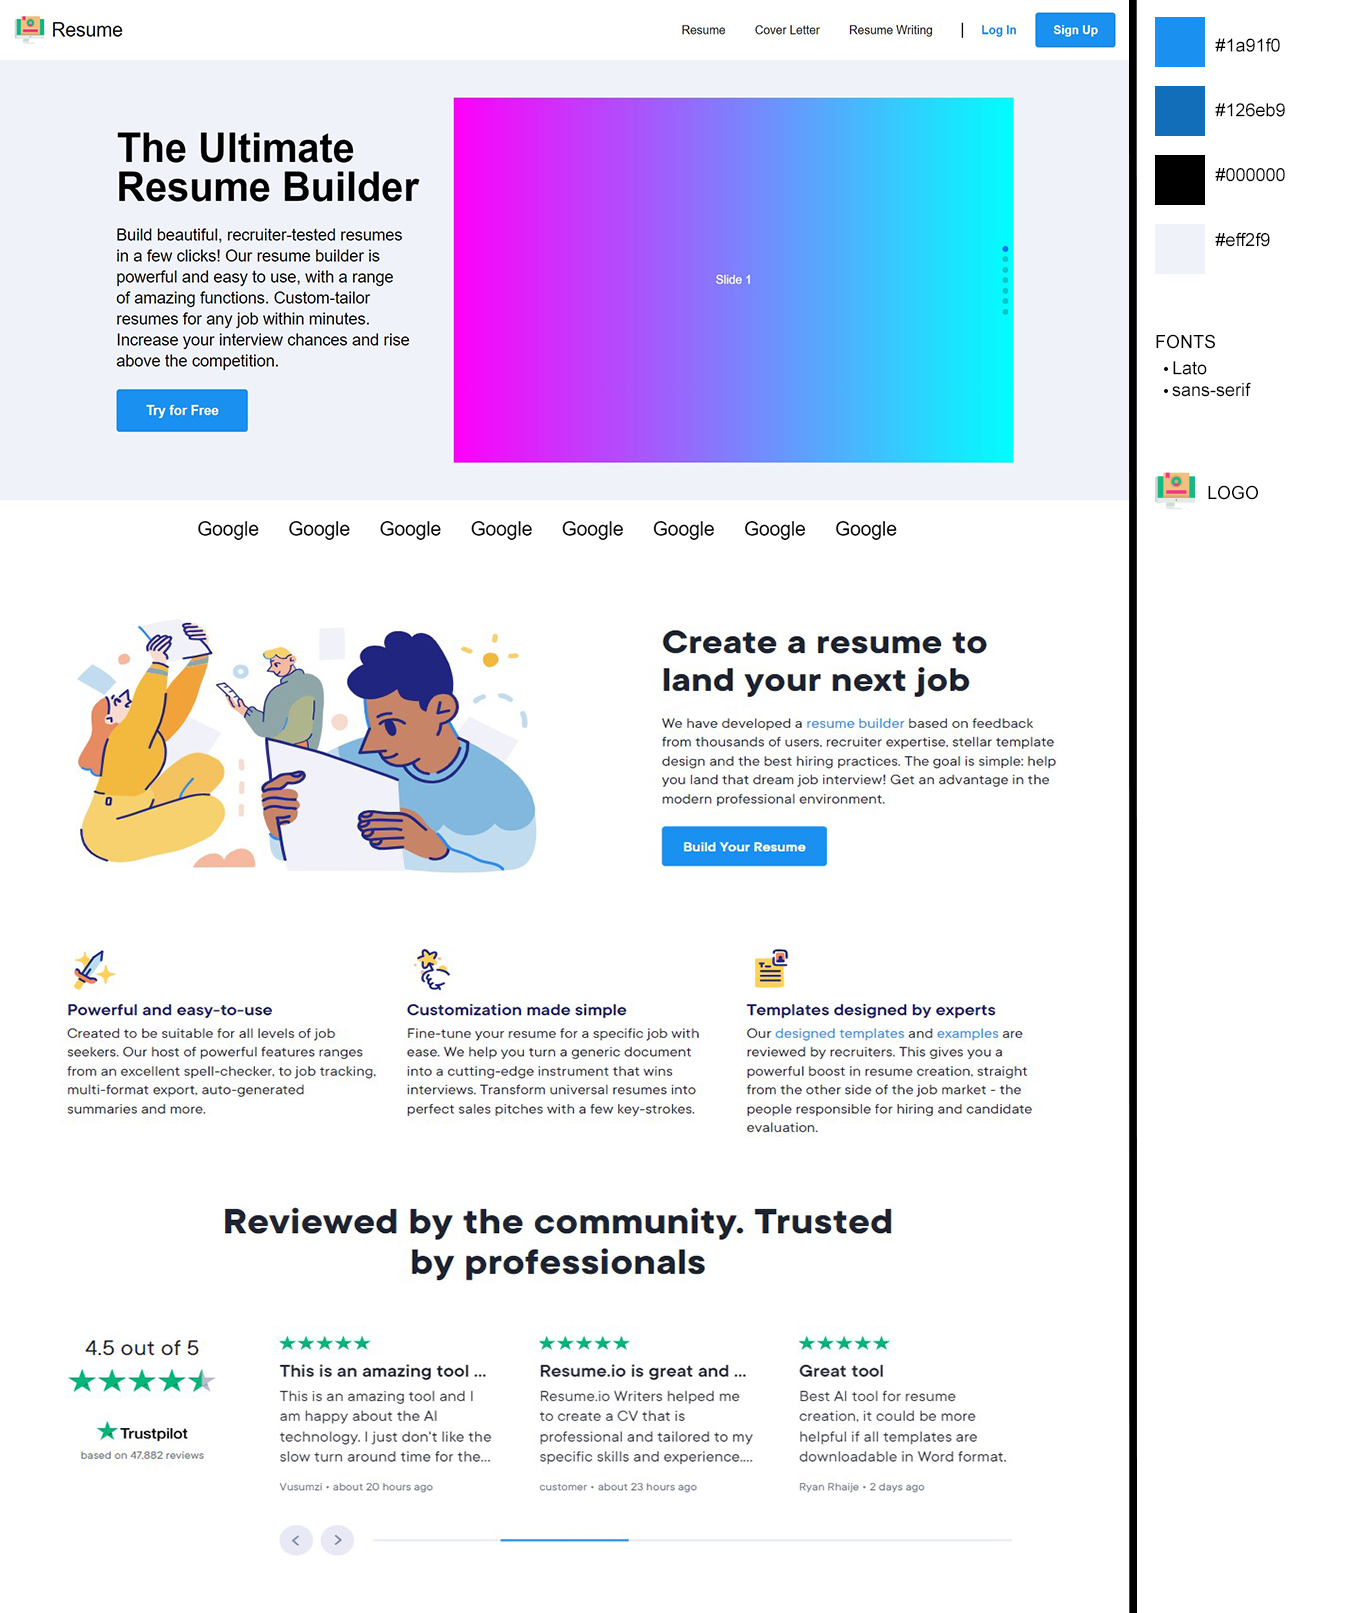 Resume
Resume
Cover Letter
Resume Writing
|
Log In
Sign Up
The Ultimate
Resume Builder
Build beautiful, recruiter-tested resumes
in a few clicks! Our resume builder is
powerful and easy to use, with a range
of amazing functions. Custom-tailor
resumes for any job within minutes.
Increase your interview chances and rise
above the competition.
Try for Free
Slide 1
Google Google Google Google Google Google Google Google
Create a resume to
land your next job
We have developed a resume builder based on feedback
from thousands of users, recruiter expertise, stellar template
design and the best hiring practices. The goal is simple: help
you land that dream job interview! Get an advantage in the
modern professional environment.
Build Your Resume
Powerful and easy-to-use
Created to be suitable for all levels of job
seekers. Our host of powerful features ranges
from an excellent spell-checker, to job tracking,
multi-format export, auto-generated
summaries and more.
Customization made simple
Fine-tune your resume for a specific job with
ease. We help you turn a generic document
into a cutting-edge instrument that wins
interviews. Transform universal resumes into
perfect sales pitches with a few key-strokes.
Templates designed by experts
Our designed templates and examples are
reviewed by recruiters. This gives you a
powerful boost in resume creation, straight
from the other side of the job market - the
people responsible for hiring and candidate
evaluation.
Reviewed by the community. Trusted
by professionals
4.5 out of 5
Trustpilot
based on 47,882 reviews
This is an amazing tool ...
This is an amazing tool and I
am happy about the AI
technology. I just don't like the
slow turn around time for the...
Vusumzi • about 20 hours ago
Resume.io is great and ...
Resume.io Writers helped me
to create a CV that is
professional and tailored to my
specific skills and experience....
customer • about 23 hours ago
Great tool
Best AI tool for resume
creation, it could be more
helpful if all templates are
downloadable in Word format.
Ryan Rhaije • 2 days ago
#1a91f0
#126eb9
#000000
#eff2f9
FONTS
• Lato
• sans-serif
LOGO